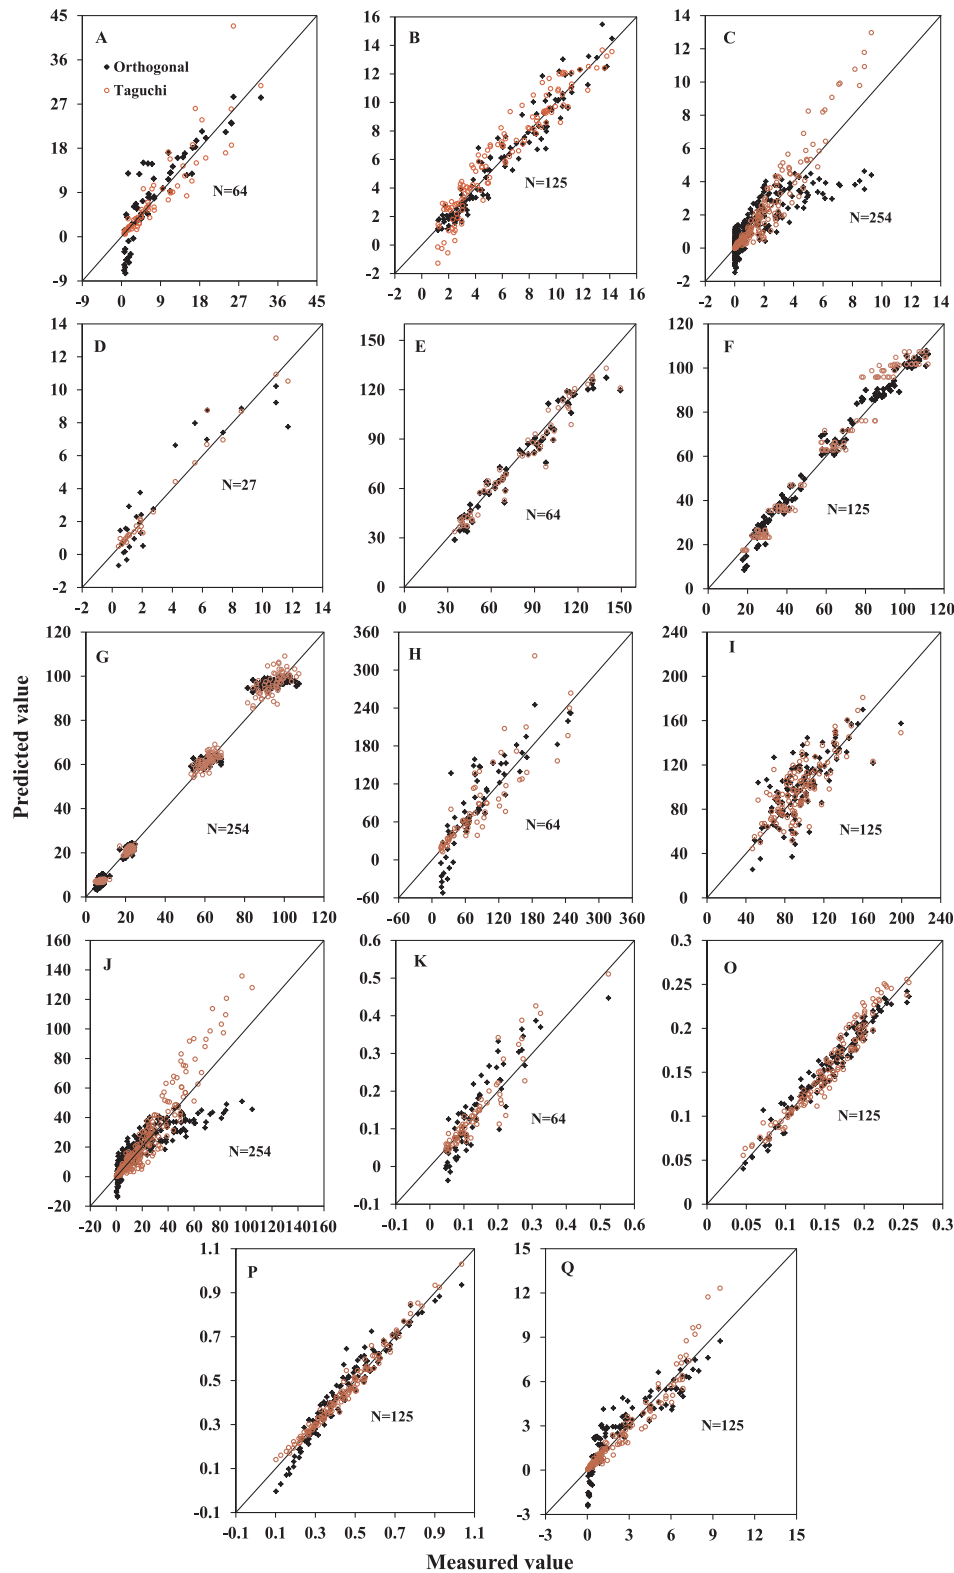 45
36
27
18
9
0
-9
A
Orthogonal
Taguchi
N=64
-9 0 9 18 27 36 45
16
14
12
10
8
6
4
2
0
-2
B
N=125
-2 0 2 4 6 8 10 12 14 16
14
12
10
8
6
4
2
0
-2
C
N=254
-2 0 2 4 6 8 10 12 14
14
12
10
8
6
4
2
0
-2
D
N=27
-2 0 2 4 6 8 10 12 14
150
120
90
60
30
0
E
N=64
0 30 60 90 120 150
120
100
80
60
40
20
0
F
N=125
0 20 40 60 80 100 120
Predicted value
120
100
80
60
40
20
0
G
N=254
0 20 40 60 80 100 120
360
300
240
180
120
60
0
-60
H
N=64
-60 0 60 120 180 240 300 360
240
200
160
120
80
40
0
I
N=125
0 40 80 120 160 200 240
160
140
120
100
80
60
40
20
0
-20
J
N=254
-20 0 20 40 60 80 100120140160
0.6
0.5
0.4
0.3
0.2
0.1
0
-0.1
K
N=64
-0.1 0 0.1 0.2 0.3 0.4 0.5 0.6
0.3
0.25
0.2
0.15
0.1
0.05
0
O
N=125
0 0.05 0.1 0.15 0.2 0.25 0.3
1.1
0.9
0.7
0.5
0.3
0.1
-0.1
P
N=125
-0.1 0.1 0.3 0.5 0.7 0.9 1.1
15
12
9
6
3
0
-3
Q
N=125
-3 0 3 6 9 12 15
Measured value